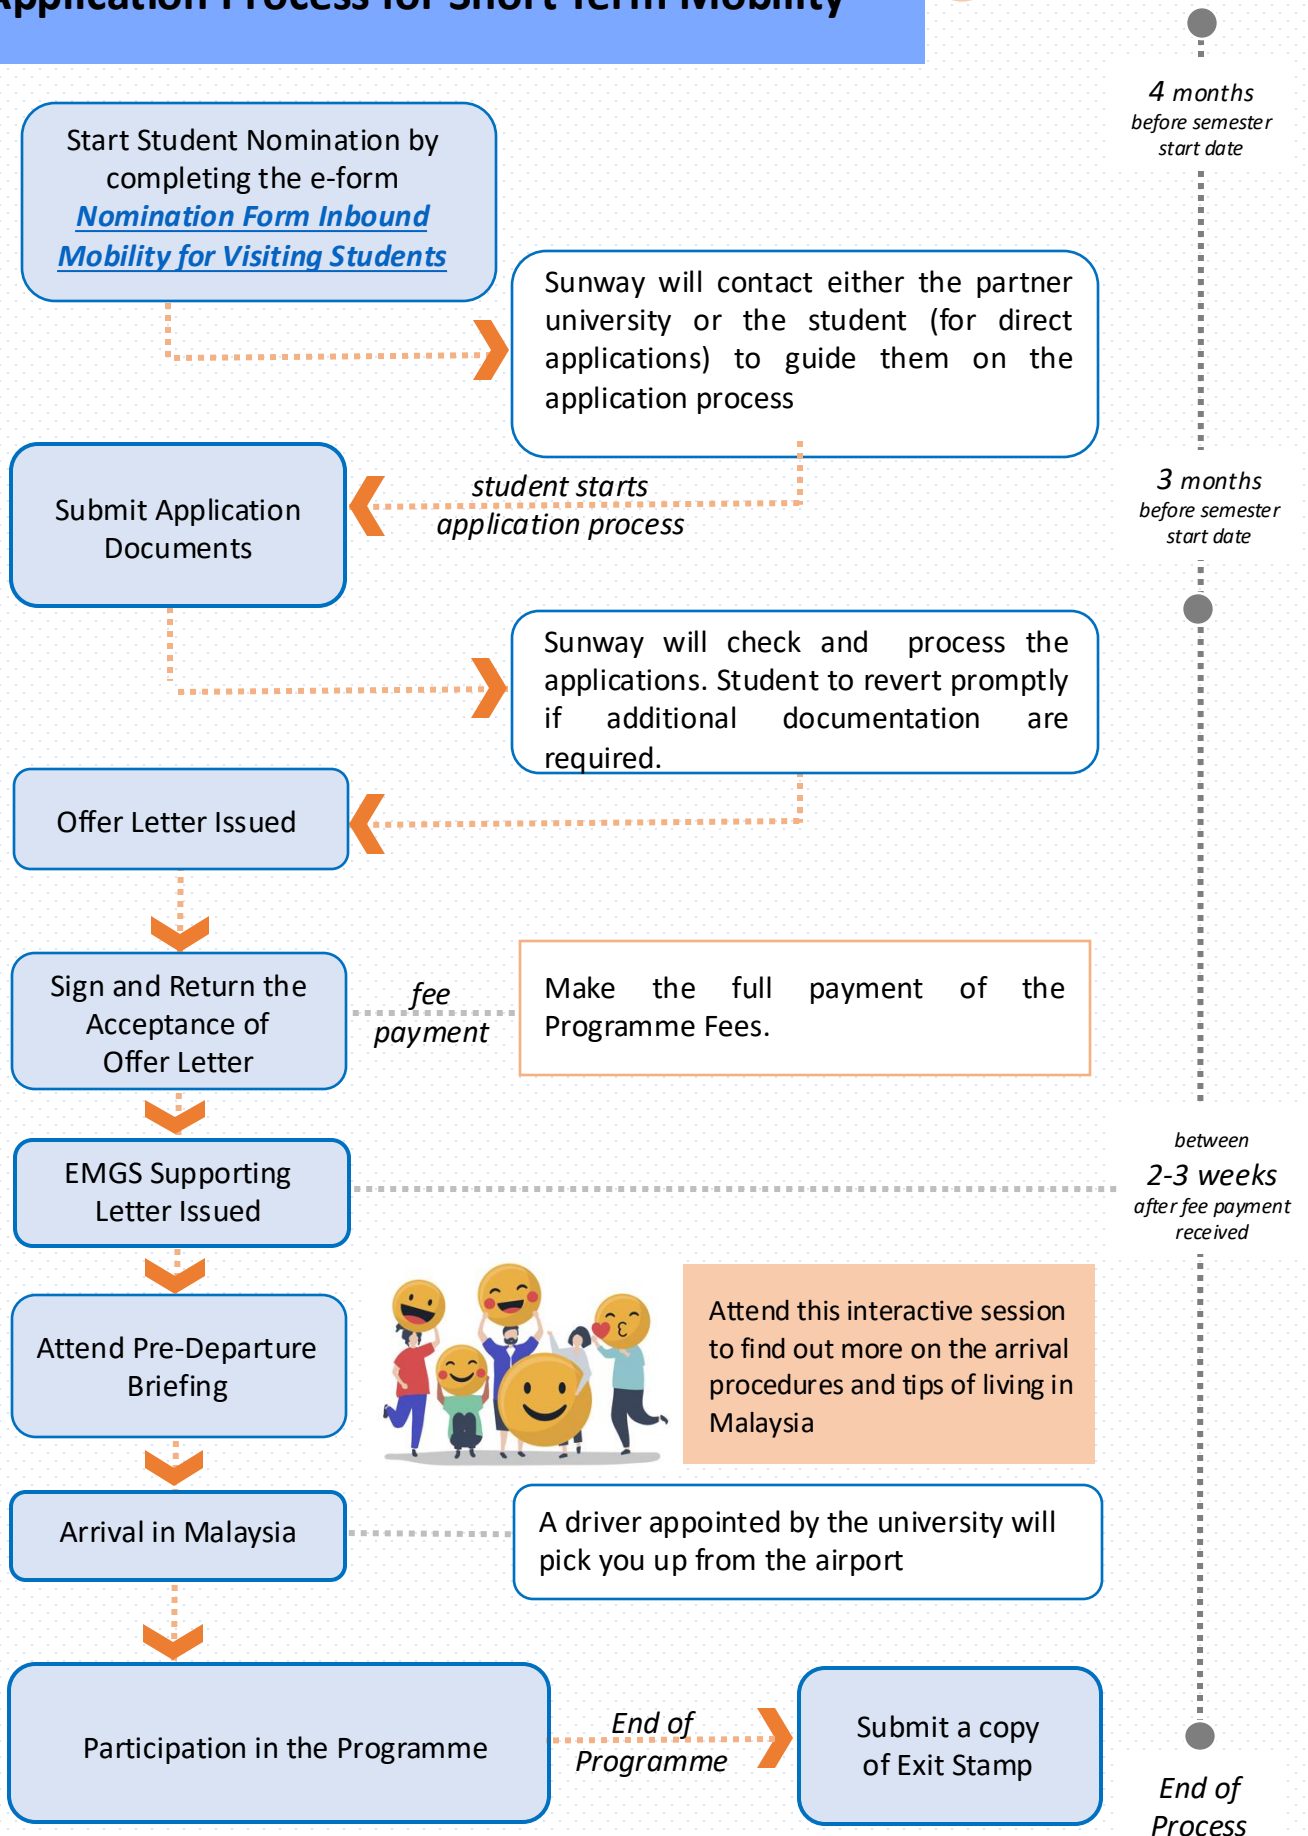 Application Process for Short Term Mobility
4 months
before semester
start date
Start Student Nomination by
completing the e-form
Nomination Form Inbound
Mobility for Visiting Students
Sunway will contact either the partner
university or the student (for direct
applications) to guide them on the
application process
3 months
before semester
start date
student starts
application process
Submit Application
Documents
Sunway will check and process the
applications. Student to revert promptly
if additional documentation are
required.
Offer Letter Issued
Sign and Return the
Acceptance of
Offer Letter
fee
payment
Make the full payment of the
Programme Fees.
EMGS Supporting
Letter Issued
between
2-3 weeks
after fee payment
received
Attend Pre-Departure
Briefing
Attend this interactive session
to find out more on the arrival
procedures and tips of living in
Malaysia
Arrival in Malaysia
A driver appointed by the university will
pick you up from the airport
Participation in the Programme
End of
Programme
Submit a copy
of Exit Stamp
End of
Process